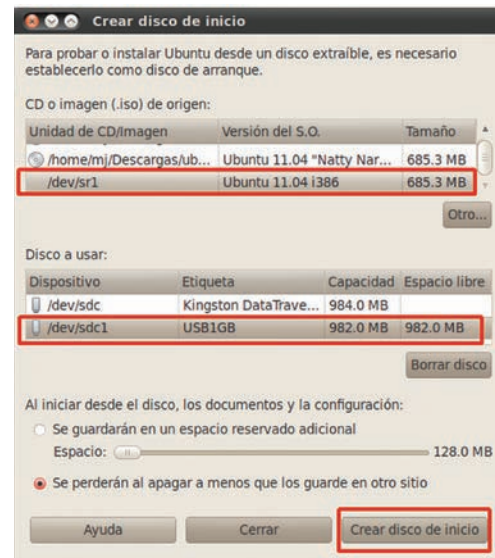 Crear disco de inicio
Para probar o instalar Ubuntu desde un disco extraíble, es necesario
establecerlo como disco de arranque.
CD o imagen (.iso) de origen:
Unidad de CD/Imagen Versión del S.O. Tamaño
/home/mj/Descargas/ub... Ubuntu 11.04 "Natty Nar... 685.3 MB
/dev/sr1 Ubuntu 11.04 i386 685.3 MB
Otro...
Disco a usar:
Dispositivo Etiqueta Capacidad Espacio libre
/dev/sdc Kingston DataTrave... 984.0 MB
/dev/sdc1 USB1GB 982.0 MB 982.0 MB
Borrar disco
Al iniciar desde el disco, los documentos y la configuración:
Se guardarán en un espacio reservado adicional
Espacio: 128.0 MB
Se perderán al apagar a menos que los guarde en otro sitio
Ayuda Cerrar Crear disco de inicio